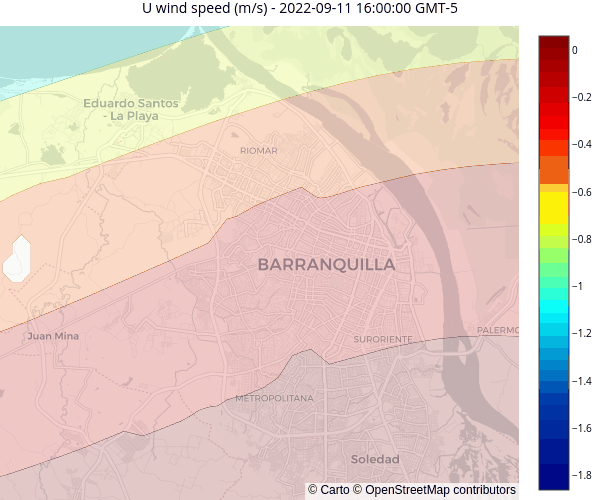 U wind speed (m/s) - 2022-09-11 16:00:00 GMT-5
0
−0.2
Eduardo Santos
- La Playa
−0.4
RIOMAR
−0.6
−0.8
BARRANQUILLA
−1
−1.2
PALERMO
Juan Mina
SURORIENTE
−1.4
METROPOLITANA
−1.6
Soledad
−1.8
© Carto © OpenStreetMap contributors